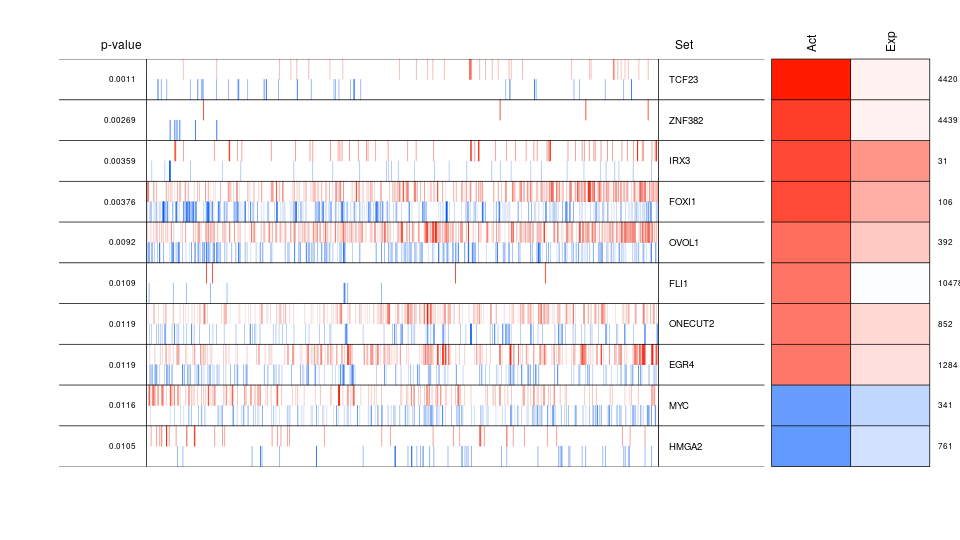 p-value Set Act Exp
0.0011 TCF23 4420
0.00269 ZNF382 4439
0.00359 IRX3 31
0.00376 FOXI1 106
0.0092 OVOL1 392
0.0109 FLI1 10478
0.0119 ONECUT2 852
0.0119 EGR4 1284
0.0116 MYC 341
0.0105 HMGA2 761